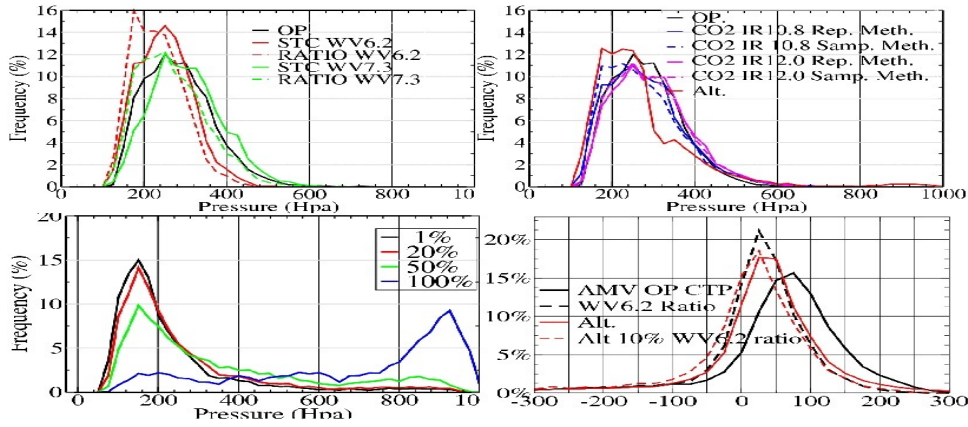 16
14
12
10
8
6
4
2
0
Frequency (%)
OP.
STC WV6.2
RATIO WV6.2
STC WV7.3
RATIO WV7.3
0 200 400 600 800 10
Pressure (Hpa)
16
14
12
10
8
6
4
2
0
Frequency (%)
OP.
CO2 IR10.8 Rep. Meth.
CO2 IR 10.8 Samp. Meth.
CO2 IR12.0 Rep Meth.
CO2 IR12.0 Samp. Meth.
Alt.
0 200 400 600 800 1000
Pressure (Hpa)
20
15
10
5
0
Frequency (%)
1%
20%
50%
100%
0 200 400 600 800 10
Pressure (Hpa)
20%
15%
10%
5%
0%
AMV OP CTP
WV6.2 Ratio
Alt.
Alt 10% WV6.2 ratio
-300 -200 -100 0 100 200 300